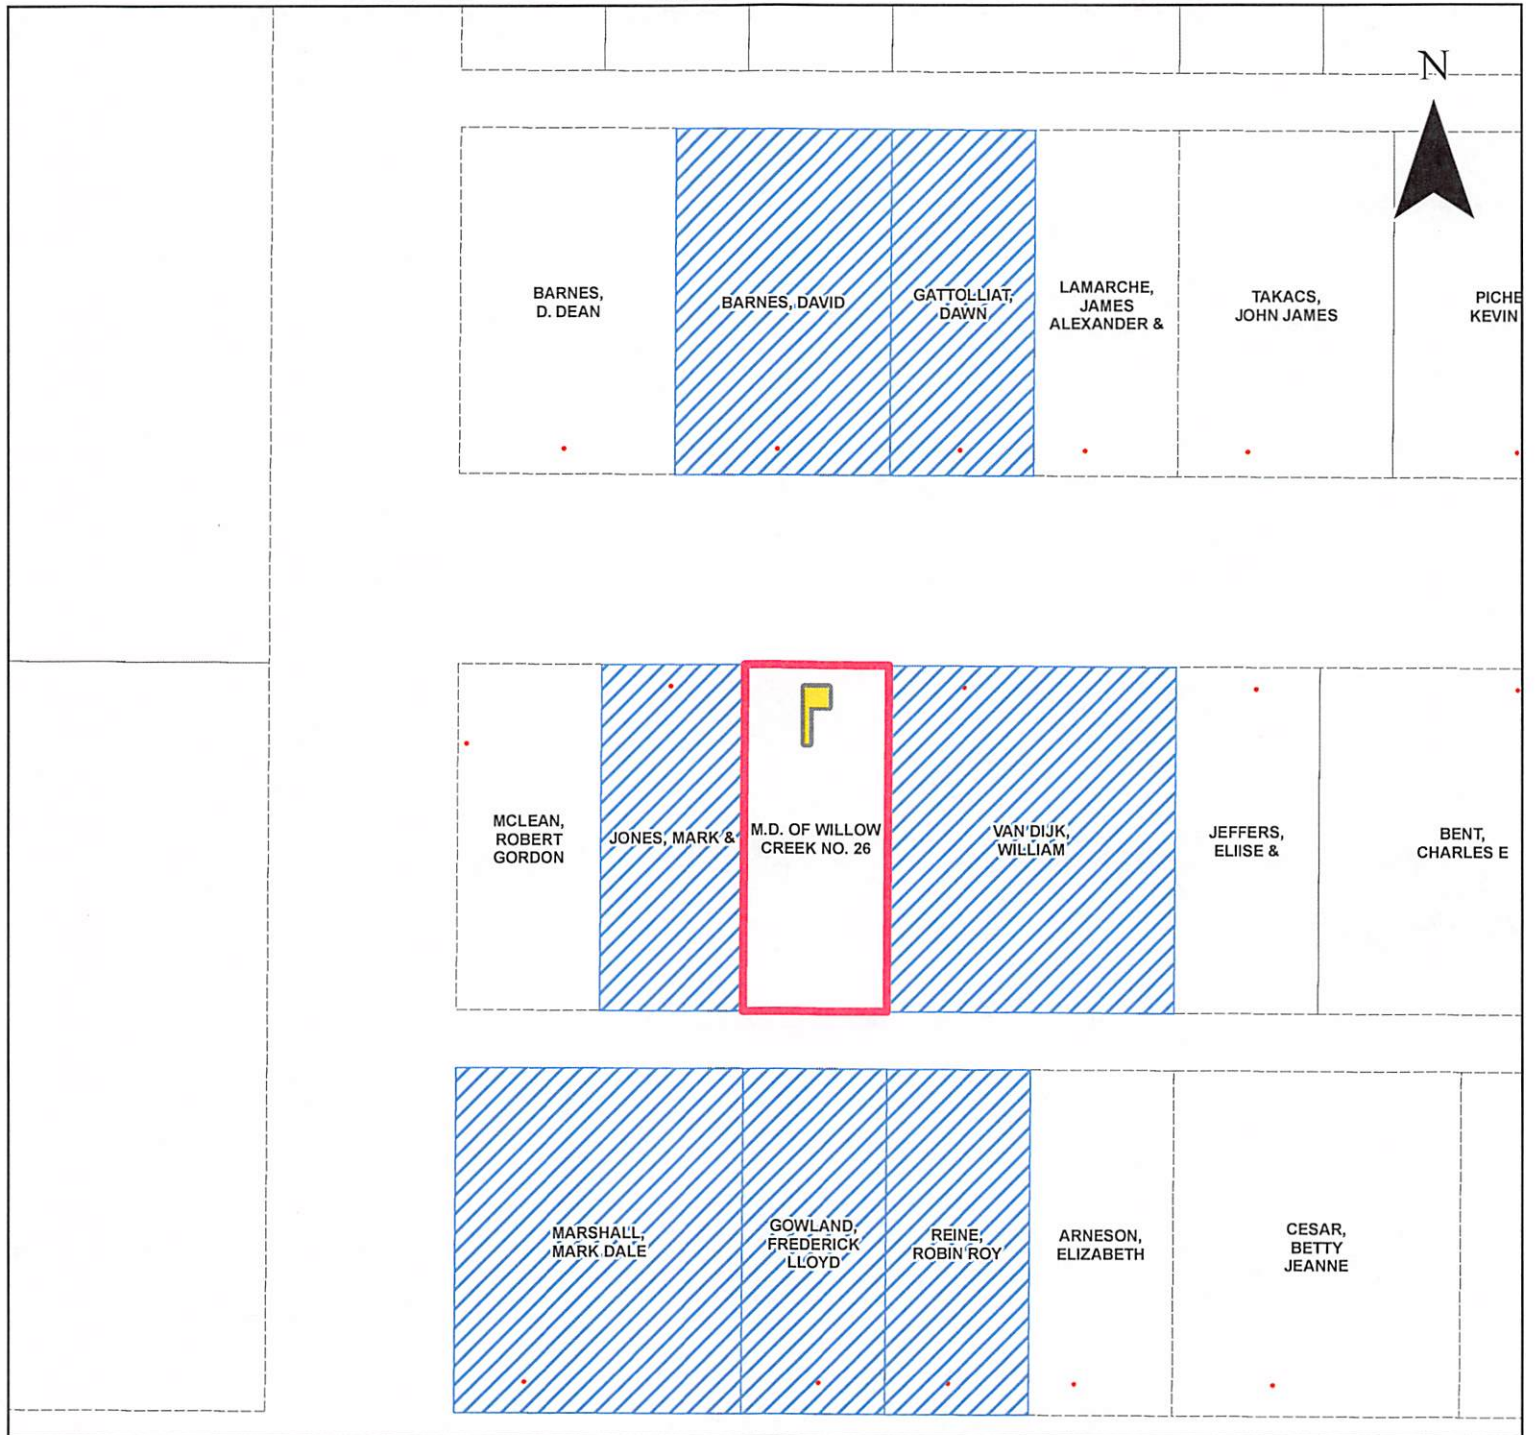 N
BARNES,
D. DEAN
BARNES, DAVID
GATTOLLIAT,
DAWN
LAMARCHE,
JAMES
ALEXANDER &
TAKACS,
JOHN JAMES
PICHE
KEVIN
MCLEAN,
ROBERT
GORDON
JONES, MARK &
M.D. OF WILLOW
CREEK NO. 26
VAN DIJK,
WILLIAM
JEFFERS,
ELIISE &
BENT,
CHARLES E
MARSHALL,
MARK DALE
GOWLAND,
FREDERICK
LLOYD
REINE,
ROBIN ROY
ARNESON,
ELIZABETH
CESAR,
BETTY
JEANNE